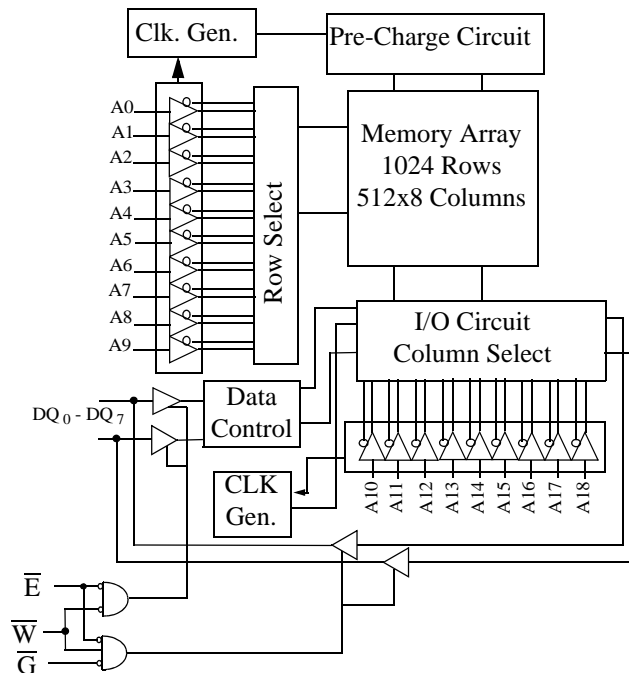 Clk. Gen.
Pre-Charge Circuit
A0
A1
A2
A3
A4
A5
A6
A7
A8
A9
Row Select
Memory Array
1024 Rows
512x8 Columns
I/O Circuit
Column Select
DQ0 - DQ7
Data
Control
CLK
Gen.
A10
A11
A12
A13
A14
A15
A16
A17
A18
E̅
W̅
G̅